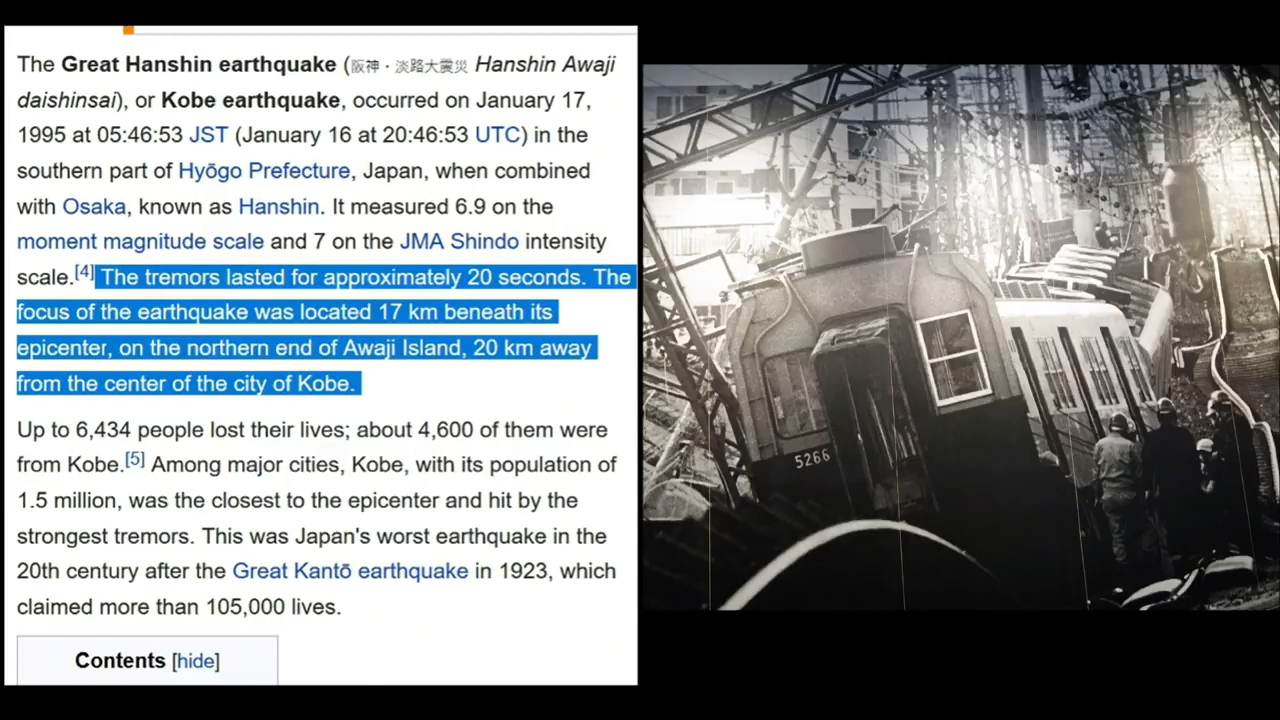 The Great Hanshin earthquake (阪神・淡路大震災 Hanshin Awaji
daishinsai), or Kobe earthquake, occurred on January 17,
1995 at 05:46:53 JST (January 16 at 20:46:53 UTC) in the
southern part of Hyōgo Prefecture, Japan, when combined
with Osaka, known as Hanshin. It measured 6.9 on the
moment magnitude scale and 7 on the JMA Shindo intensity
scale.[4] The tremors lasted for approximately 20 seconds. The
focus of the earthquake was located 17 km beneath its
epicenter, on the northern end of Awaji Island, 20 km away
from the center of the city of Kobe.
Up to 6,434 people lost their lives; about 4,600 of them were
from Kobe.[5] Among major cities, Kobe, with its population of
1.5 million, was the closest to the epicenter and hit by the
strongest tremors. This was Japan's worst earthquake in the
20th century after the Great Kantō earthquake in 1923, which
claimed more than 105,000 lives.
Contents [hide]
5266